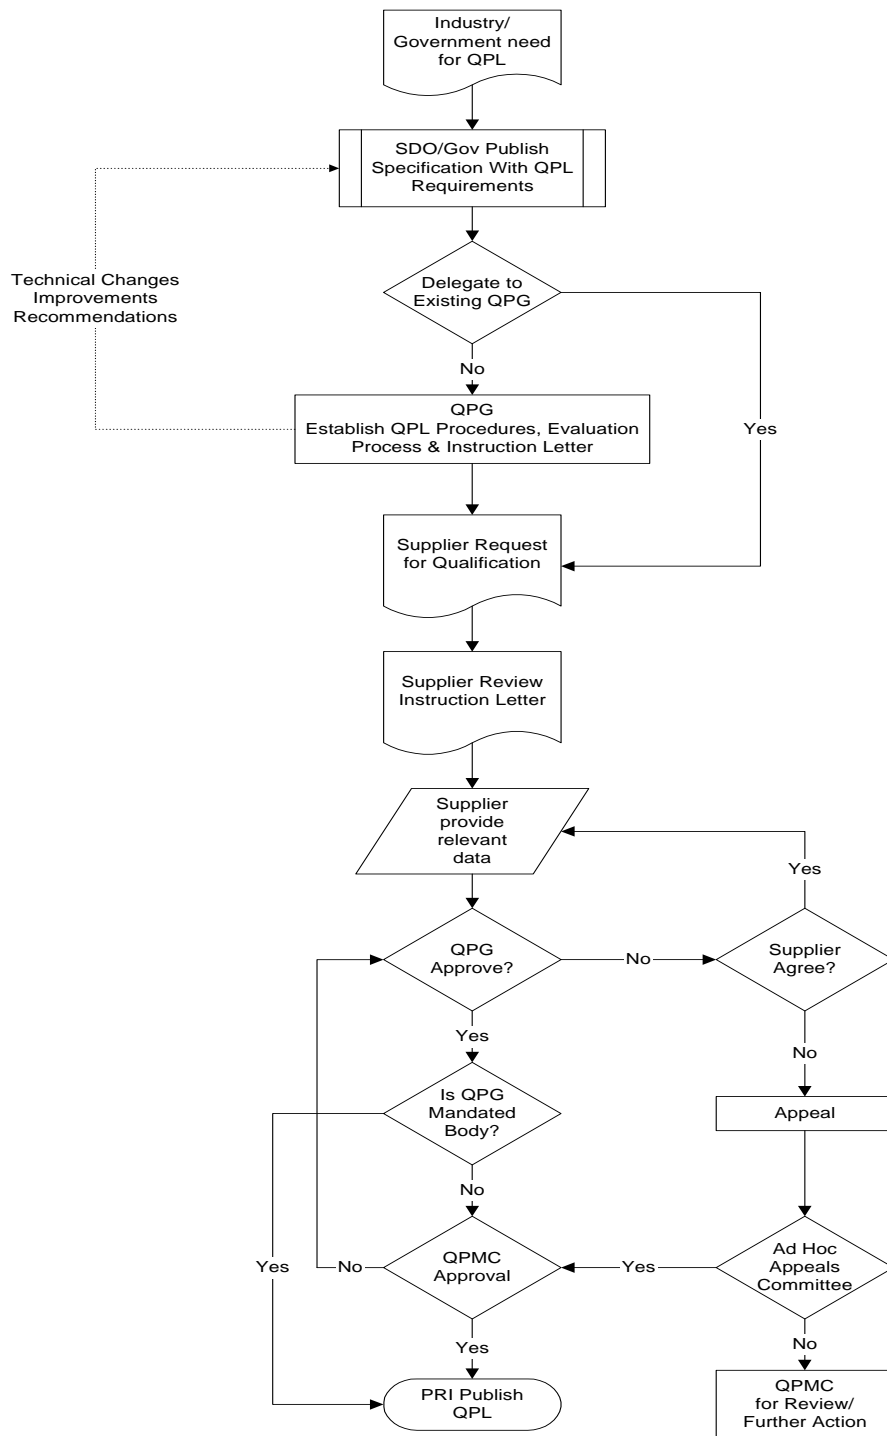 Industry/
Government need
for QPL
SDO/Gov Publish
Specification With QPL
Requirements
Technical Changes
Improvements
Recommendations
Delegate to
Existing QPG
No
Yes
QPG
Establish QPL Procedures, Evaluation
Process & Instruction Letter
Supplier Request
for Qualification
Supplier Review
Instruction Letter
Supplier
provide
relevant
data
Yes
QPG
Approve?
No
Supplier
Agree?
Yes
No
Is QPG
Mandated
Body?
Appeal
No
Yes
No
QPMC
Approval
Yes
Ad Hoc
Appeals
Committee
Yes
No
PRI Publish
QPL
QPMC
for Review/
Further Action